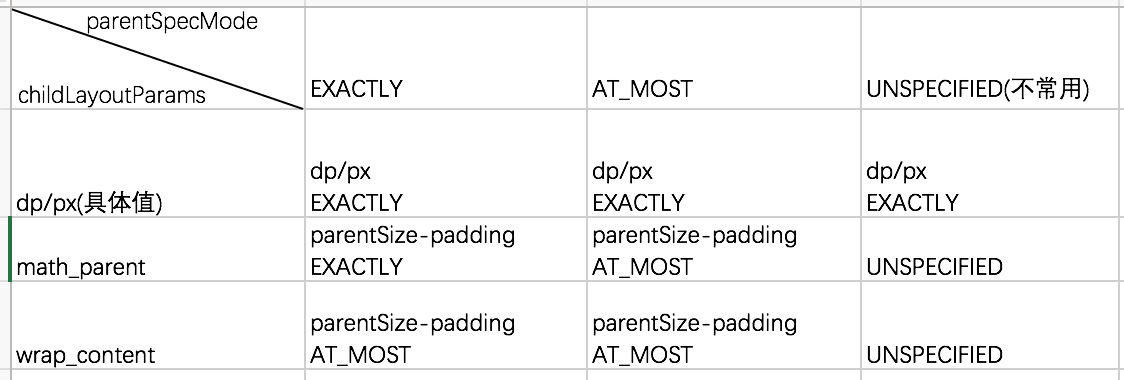 parentSpecMode
childLayoutParams
EXACTLY
AT_MOST
UNSPECIFIED(不常用)
dp/px(具体值)
dp/px
EXACTLY
dp/px
EXACTLY
dp/px
EXACTLY
math_parent
parentSize-padding
EXACTLY
parentSize-padding
AT_MOST
UNSPECIFIED
wrap_content
parentSize-padding
AT_MOST
parentSize-padding
AT_MOST
UNSPECIFIED